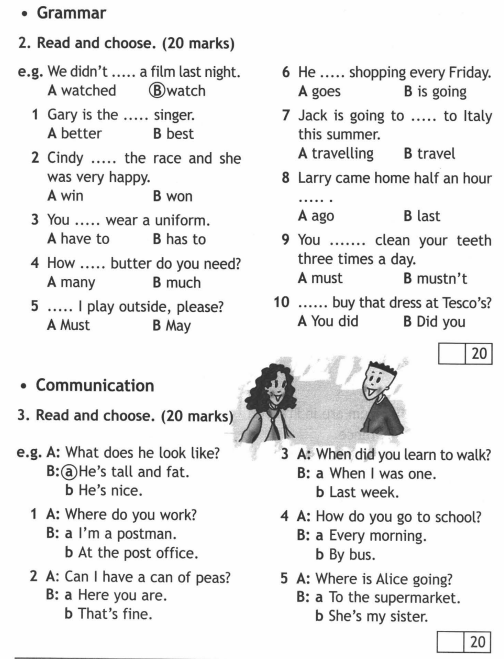 • Grammar
2. Read and choose. (20 marks)
e.g. We didn't ..... a film last night.
A watched B watch
1 Gary is the ..... singer.
A better B best
2 Cindy ..... the race and she
was very happy.
A win B won
3 You ..... wear a uniform.
A have to B has to
4 How ..... butter do you need?
A many B much
5 ..... I play outside, please?
A Must B May
6 He ..... shopping every Friday.
A goes B is going
7 Jack is going to ..... to Italy
this summer.
A travelling B travel
8 Larry came home half an hour
..... .
A ago B last
9 You ....... clean your teeth
three times a day.
A must B mustn't
10 ...... buy that dress at Tesco's?
A You did B Did you
20
• Communication
3. Read and choose. (20 marks)
e.g. A: What does he look like?
B: a He's tall and fat.
b He's nice.
1 A: Where do you work?
B: a I'm a postman.
b At the post office.
2 A: Can I have a can of peas?
B: a Here you are.
b That's fine.
3 A: When did you learn to walk?
B: a When I was one.
b Last week.
4 A: How do you go to school?
B: a Every morning.
b By bus.
5 A: Where is Alice going?
B: a To the supermarket.
b She's my sister.
20